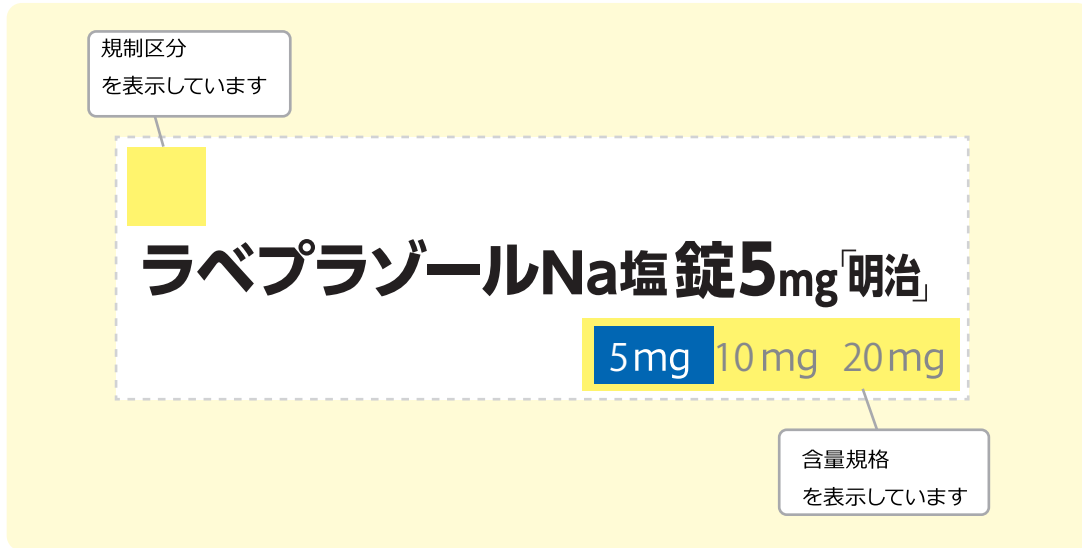 規制区分
を表示しています
ラベプラゾールNa塩錠5mg「明治」
5mg 10mg 20mg
含量規格
を表示しています